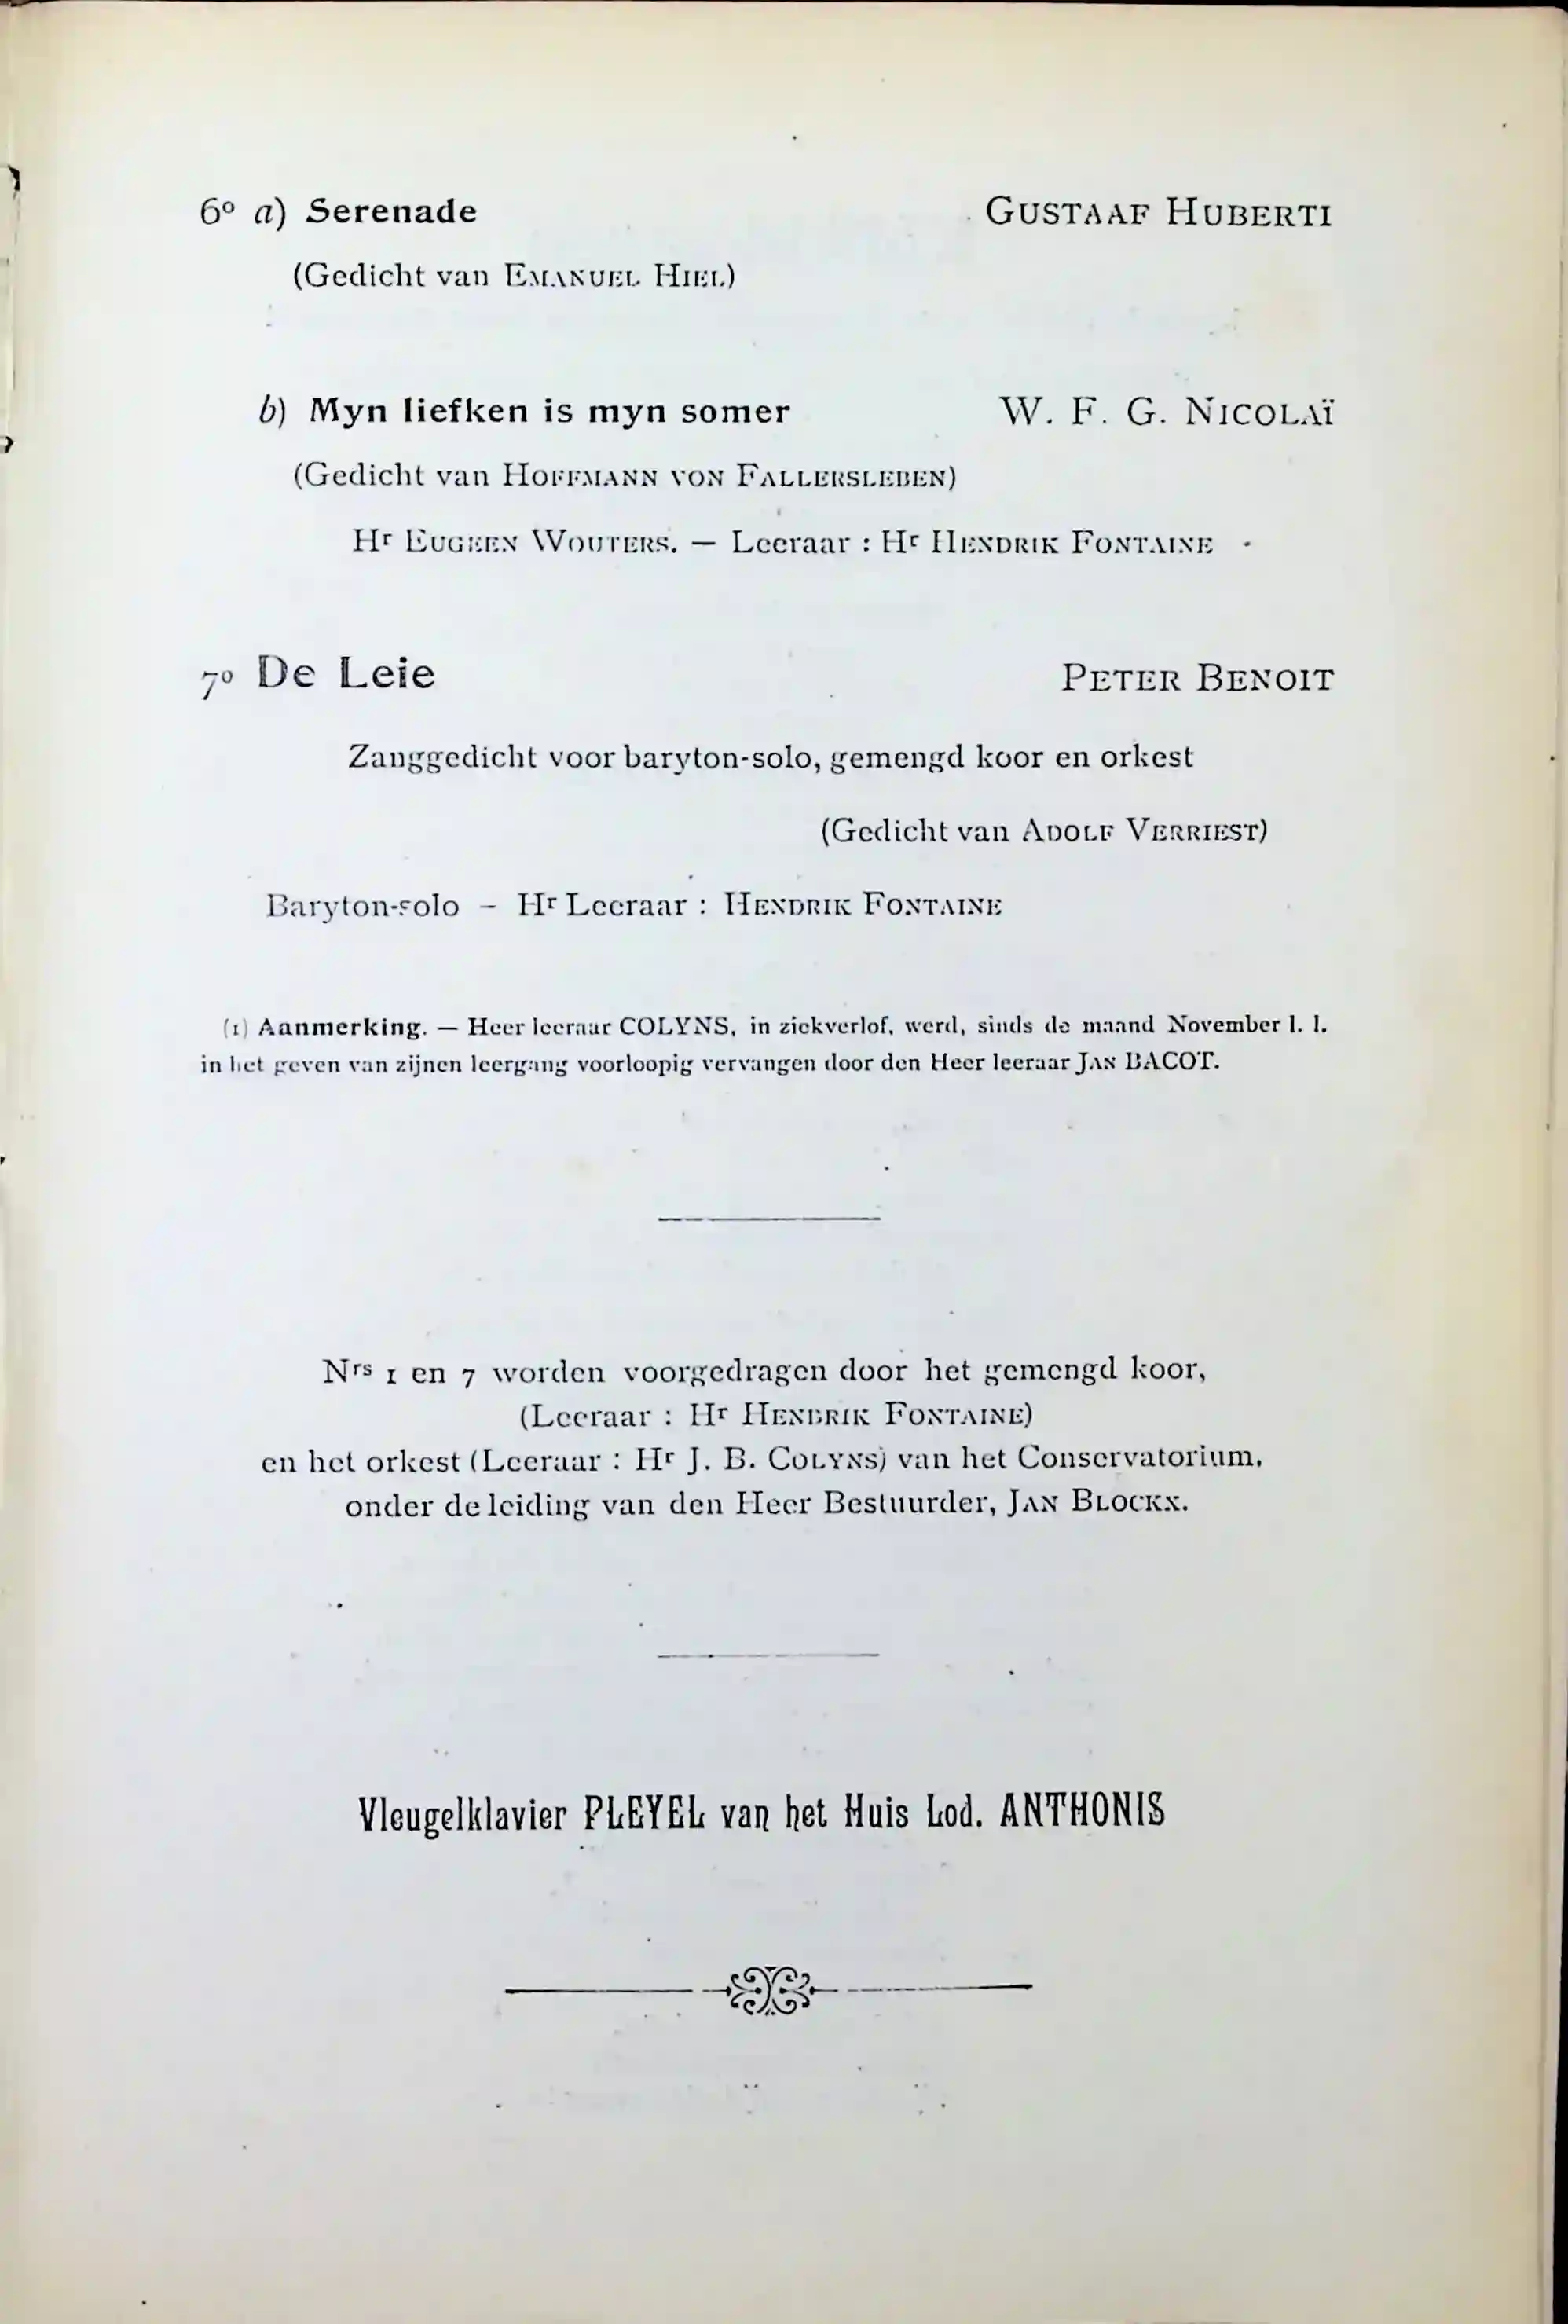 6º a) Serenade GUSTAAF HUBERTI
(Gedicht van EMANUEL HIEL)
b) Myn liefken is myn somer W. F. G. NICOLAÏ
(Gedicht van HOFFMANN VON FALLERSLEBEN)
Hr EUGEEN WOUTERS. — Leeraar : Hr HENDRIK FONTAINE
7º De Leie PETER BENOIT
Zanggedicht voor baryton-solo, gemengd koor en orkest
(Gedicht van ADOLF VERRIEST)
Baryton-solo – Hr Leeraar : HENDRIK FONTAINE
(1) Aanmerking. — Heer leeraar COLYNS, in ziekverlof, werd, sinds de maand November l. l.
in het geven van zijnen leergang voorloopig vervangen door den Heer leeraar JAN BACOT.
Nrs 1 en 7 worden voorgedragen door het gemengd koor,
(Leeraar : Hr HENDRIK FONTAINE)
en het orkest (Leeraar : Hr J. B. COLYNS) van het Conservatorium,
onder de leiding van den Heer Bestuurder, JAN BLOCKX.
Vleugelklavier PLEYEL van het Huis Lod. ANTHONIS